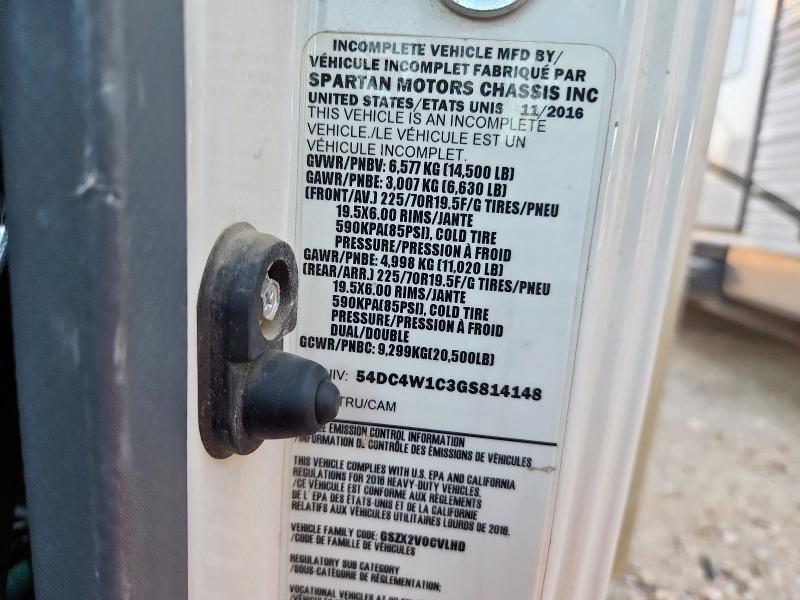 INCOMPLETE VEHICLE MFD BY/
VÉHICULE INCOMPLET FABRIQUÉ PAR
SPARTAN MOTORS CHASSIS INC
UNITED STATES/ETATS UNIS 11/2016
THIS VEHICLE IS AN INCOMPLETE
VEHICLE./LE VÉHICULE EST UN
VÉHICULE INCOMPLET.
GVWR/PNBV: 6,577 KG (14,500 LB)
GAWR/PNBE: 3,007 KG (6,630 LB)
(FRONT/AV.) 225/70R19.5F/G TIRES/PNEU
19.5X6.00 RIMS/JANTE
590KPA(85PSI), COLD TIRE
PRESSURE/PRESSION À FROID
GAWR/PNBE: 4,998 KG (11,020 LB)
(REAR/ARR.) 225/70R19.5F/G TIRES/PNEU
19.5X6.00 RIMS/JANTE
590KPA(85PSI), COLD TIRE
PRESSURE/PRESSION À FROID
DUAL/DOUBLE
GCWR/PNBC: 9,299KG(20,500LB)
NIV: 54DC4W1C3GS814148
TRU/CAM
EMISSION CONTROL INFORMATION
/INFORMATION DU CONTRÔLE DES ÉMISSIONS DE VÉHICULES
THIS VEHICLE COMPLIES WITH U.S. EPA AND CALIFORNIA
REGULATIONS FOR 2016 HEAVY-DUTY VEHICLES.
/CE VÉHICULE EST CONFORME AUX RÈGLEMENTS
DE L' EPA DES ÉTATS-UNIS ET DE LA CALIFORNIE
RELATIFS AUX VÉHICULES UTILITAIRES LOURDS DE 2016.
VEHICLE FAMILY CODE: GSZX2VOCVLHD
/CODE DE FAMILLE DE VÉHICULES
REGULATORY SUB CATEGORY
/SOUS-CATÉGORIE DE RÉGLEMENTATION;
VOCATIONAL VEHICLES AT